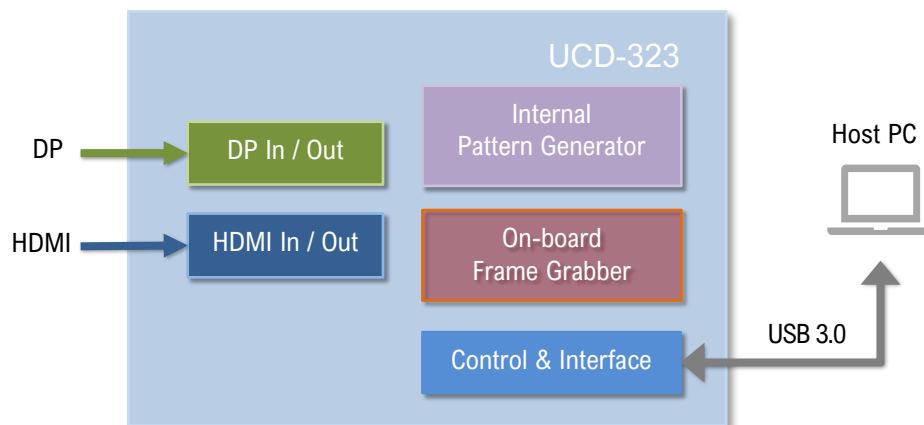 UCD-323
Internal
Pattern Generator
DP
DP In / Out
Host PC
HDMI
HDMI In / Out
On-board
Frame Grabber
USB 3.0
Control & Interface